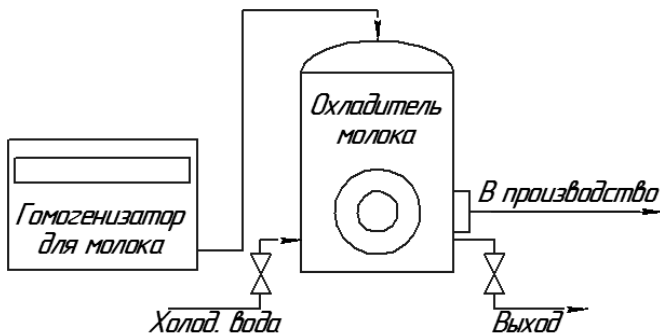 Охладитель
молока
Гомогенизатор
для молока
В производство
Холод. вода
Выход